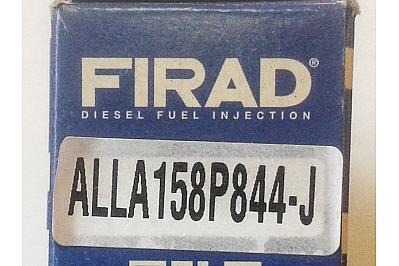 FIRAD®
DIESEL FUEL INJECTION
ALLA158P844-J